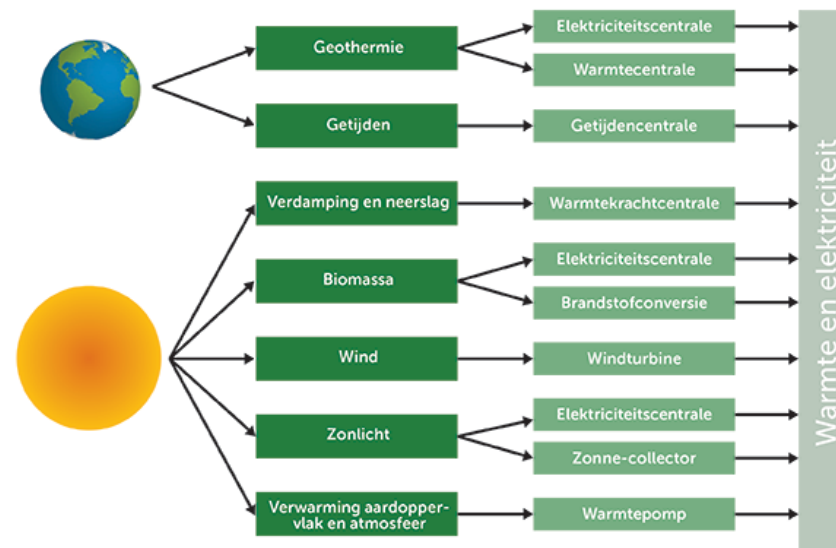 Geothermie
Elektriciteitscentrale
Warmtecentrale
Getijden
Getijdencentrale
Verdamping en neerslag
Warmtekrachtcentrale
Biomassa
Elektriciteitscentrale
Brandstofconversie
Wind
Windturbine
Zonlicht
Elektriciteitscentrale
Zonne-collector
Verwarming aardopper-
vlak en atmosfeer
Warmtepomp
Warmte en elektriciteit